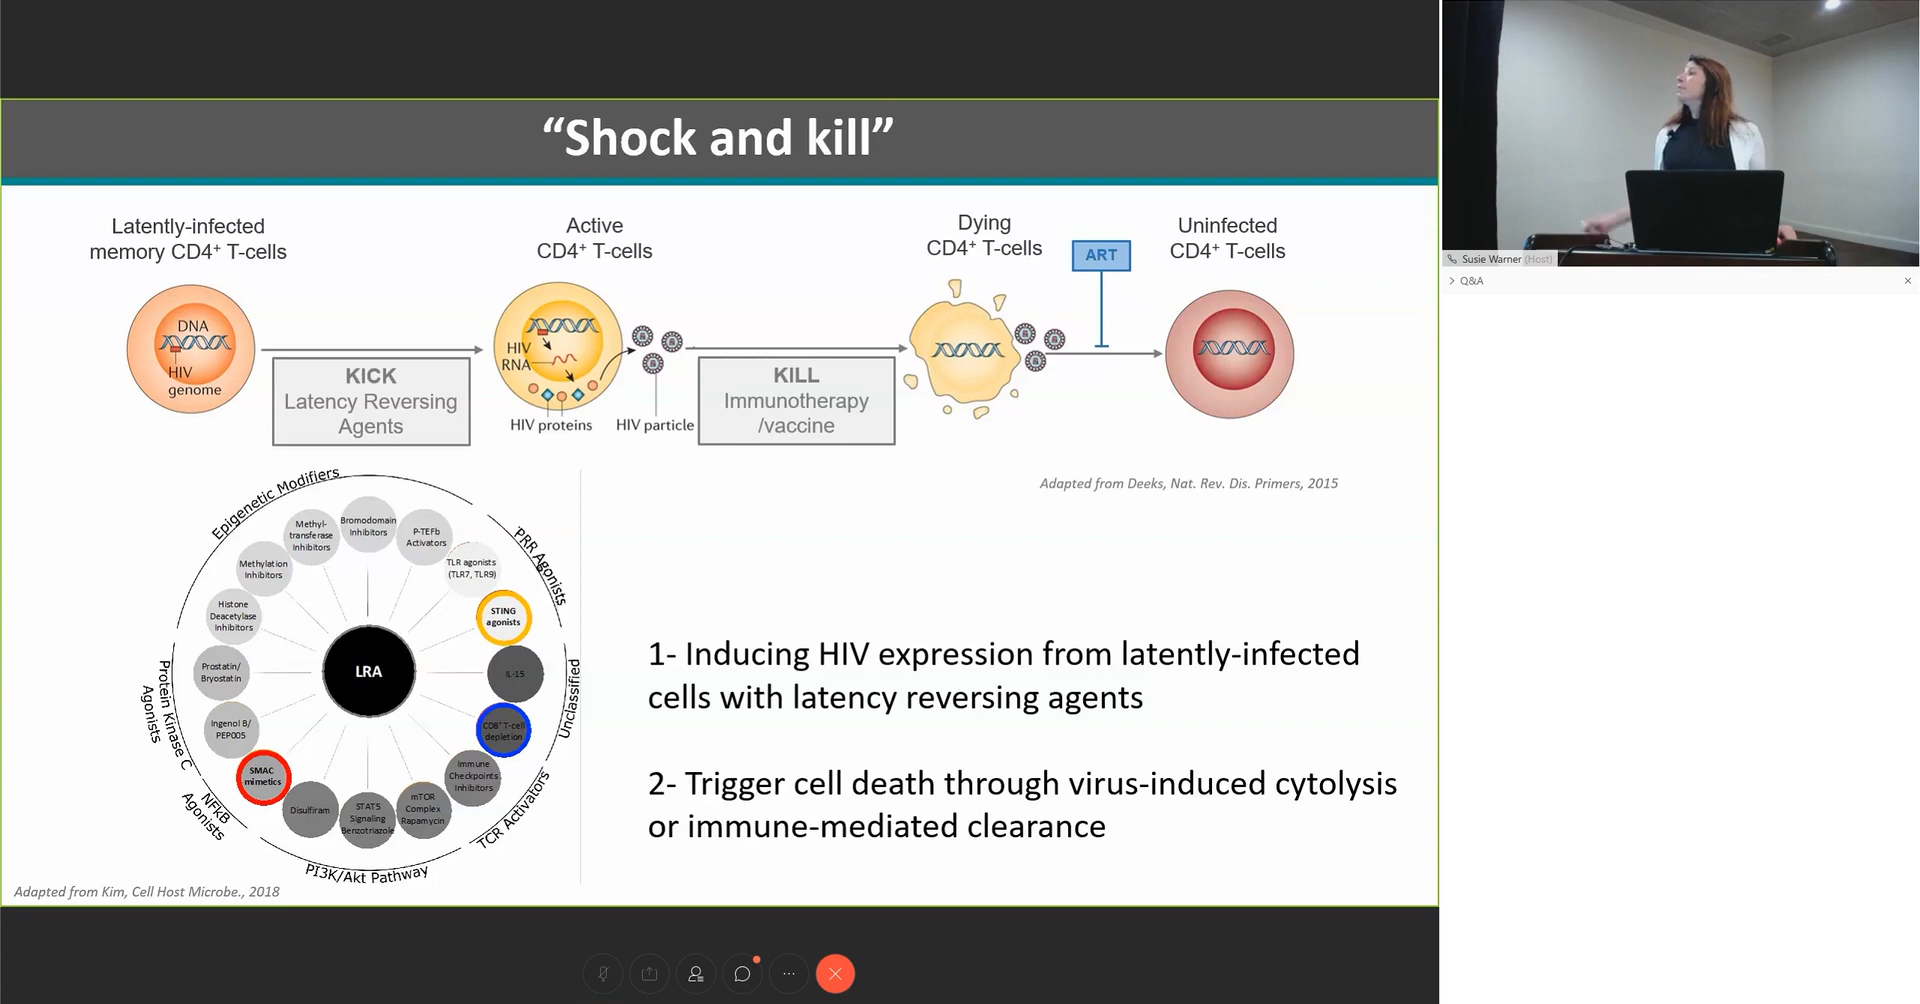 “Shock and kill”
Latently-infected
memory CD4⁺ T-cells
Active
CD4⁺ T-cells
Dying
CD4⁺ T-cells
ART
Uninfected
CD4⁺ T-cells
DNA
HIV
genome
KICK
Latency Reversing
Agents
HIV
RNA
HIV proteins
HIV particle
KILL
Immunotherapy
/vaccine
Adapted from Deeks, Nat. Rev. Dis. Primers, 2015
Epigenetic Modifiers
PRR Agonists
Unclassified
TCR Activators
PI3K/Akt Pathway
NFkB
Agonists
Protein Kinase C
Agonists
Methyl-
transferase
Inhibitors
Bromodomain
Inhibitors
P-TEFb
Activators
TLR agonists
(TLR7, TLR9)
STING
agonists
IL-15
CD8⁺ T-cell
depletion
Immune
Checkpoints
Inhibitors
mTOR
Complex
Rapamycin
STAT5
Signaling
Benzotriazole
Disulfiram
SMAC
mimetics
Ingenol B/
PEP005
Prostatin/
Bryostatin
Histone
Deacetylase
Inhibitors
Methylation
Inhibitors
LRA
1- Inducing HIV expression from latently-infected
cells with latency reversing agents
2- Trigger cell death through virus-induced cytolysis
or immune-mediated clearance
Adapted from Kim, Cell Host Microbe., 2018
Susie Warner (Host)
Q&A